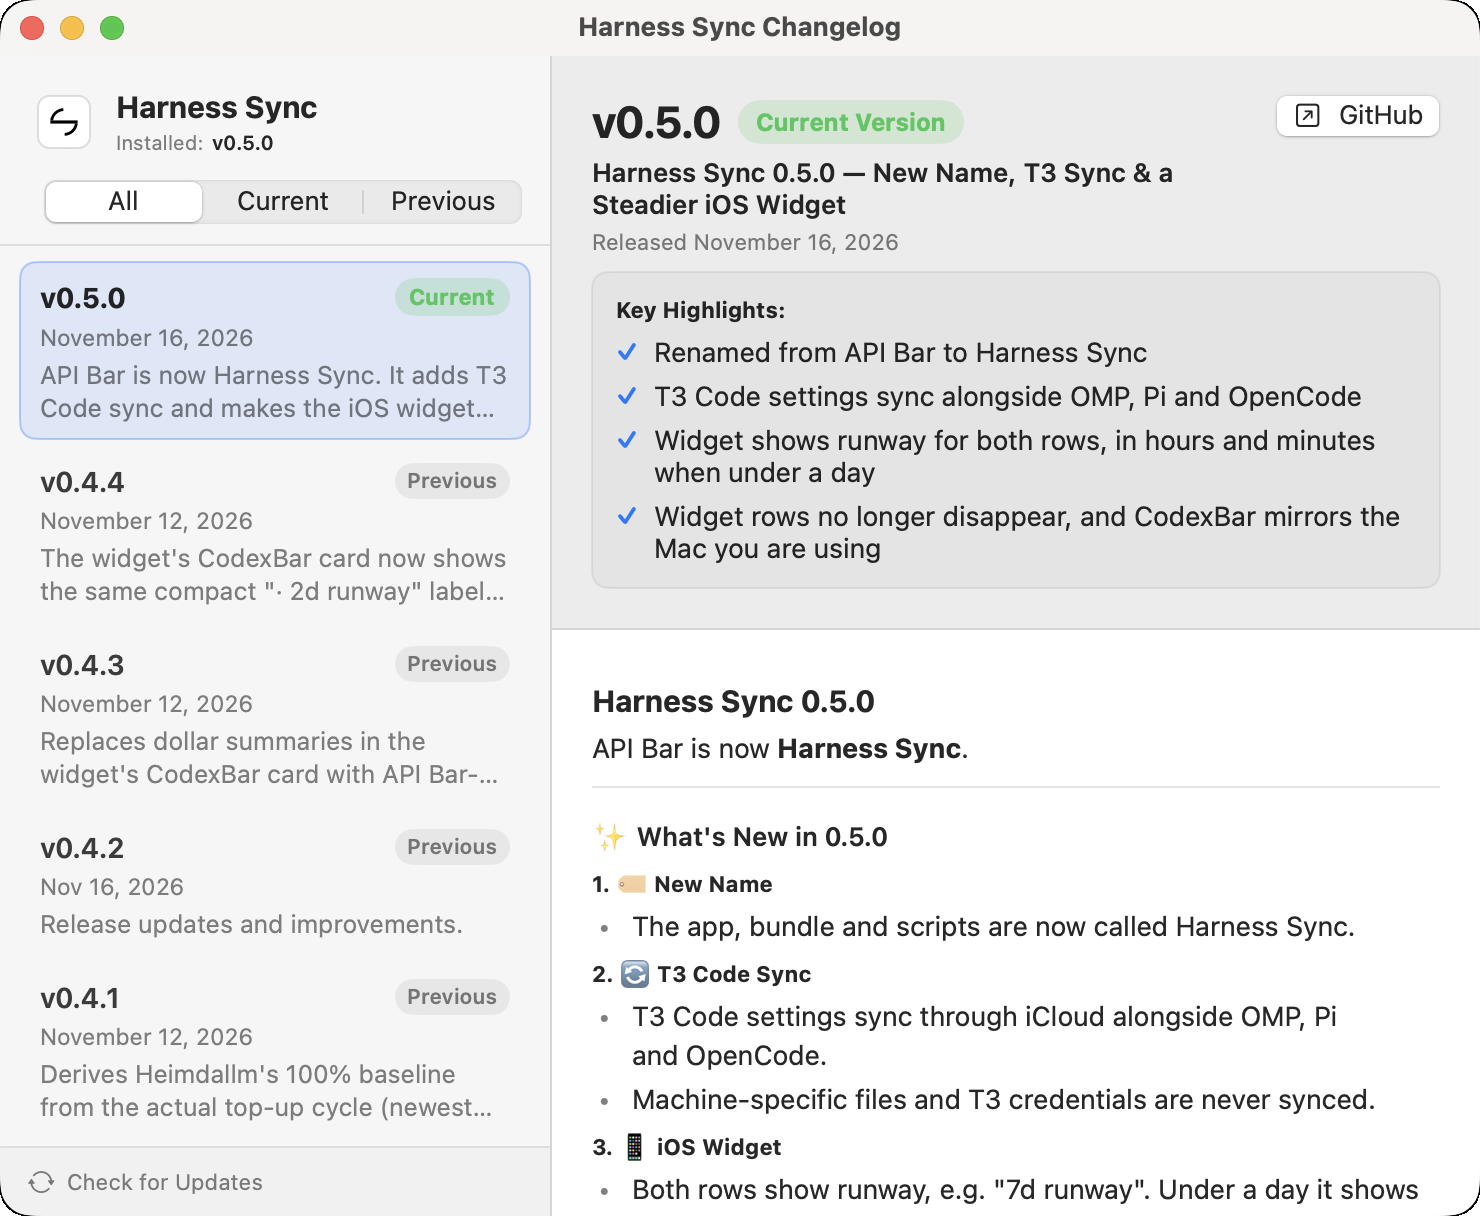 Harness Sync Changelog
Harness Sync
Installed: v0.5.0
All
Current
Previous
v0.5.0
Current
November 16, 2026
API Bar is now Harness Sync. It adds T3
Code sync and makes the iOS widget...
v0.4.4
Previous
November 12, 2026
The widget's CodexBar card now shows
the same compact "· 2d runway" label...
v0.4.3
Previous
November 12, 2026
Replaces dollar summaries in the
widget's CodexBar card with API Bar-...
v0.4.2
Previous
Nov 16, 2026
Release updates and improvements.
v0.4.1
Previous
November 12, 2026
Derives Heimdallm's 100% baseline
from the actual top-up cycle (newest...
Check for Updates
v0.5.0
Current Version
GitHub
Harness Sync 0.5.0 — New Name, T3 Sync & a
Steadier iOS Widget
Released November 16, 2026
Key Highlights:
Renamed from API Bar to Harness Sync
T3 Code settings sync alongside OMP, Pi and OpenCode
Widget shows runway for both rows, in hours and minutes
when under a day
Widget rows no longer disappear, and CodexBar mirrors the
Mac you are using
Harness Sync 0.5.0
API Bar is now Harness Sync.
✨ What's New in 0.5.0
1. 🏷️ New Name
• The app, bundle and scripts are now called Harness Sync.
2. 🔄 T3 Code Sync
• T3 Code settings sync through iCloud alongside OMP, Pi
and OpenCode.
• Machine-specific files and T3 credentials are never synced.
3. 📱 iOS Widget
• Both rows show runway, e.g. "7d runway". Under a day it shows